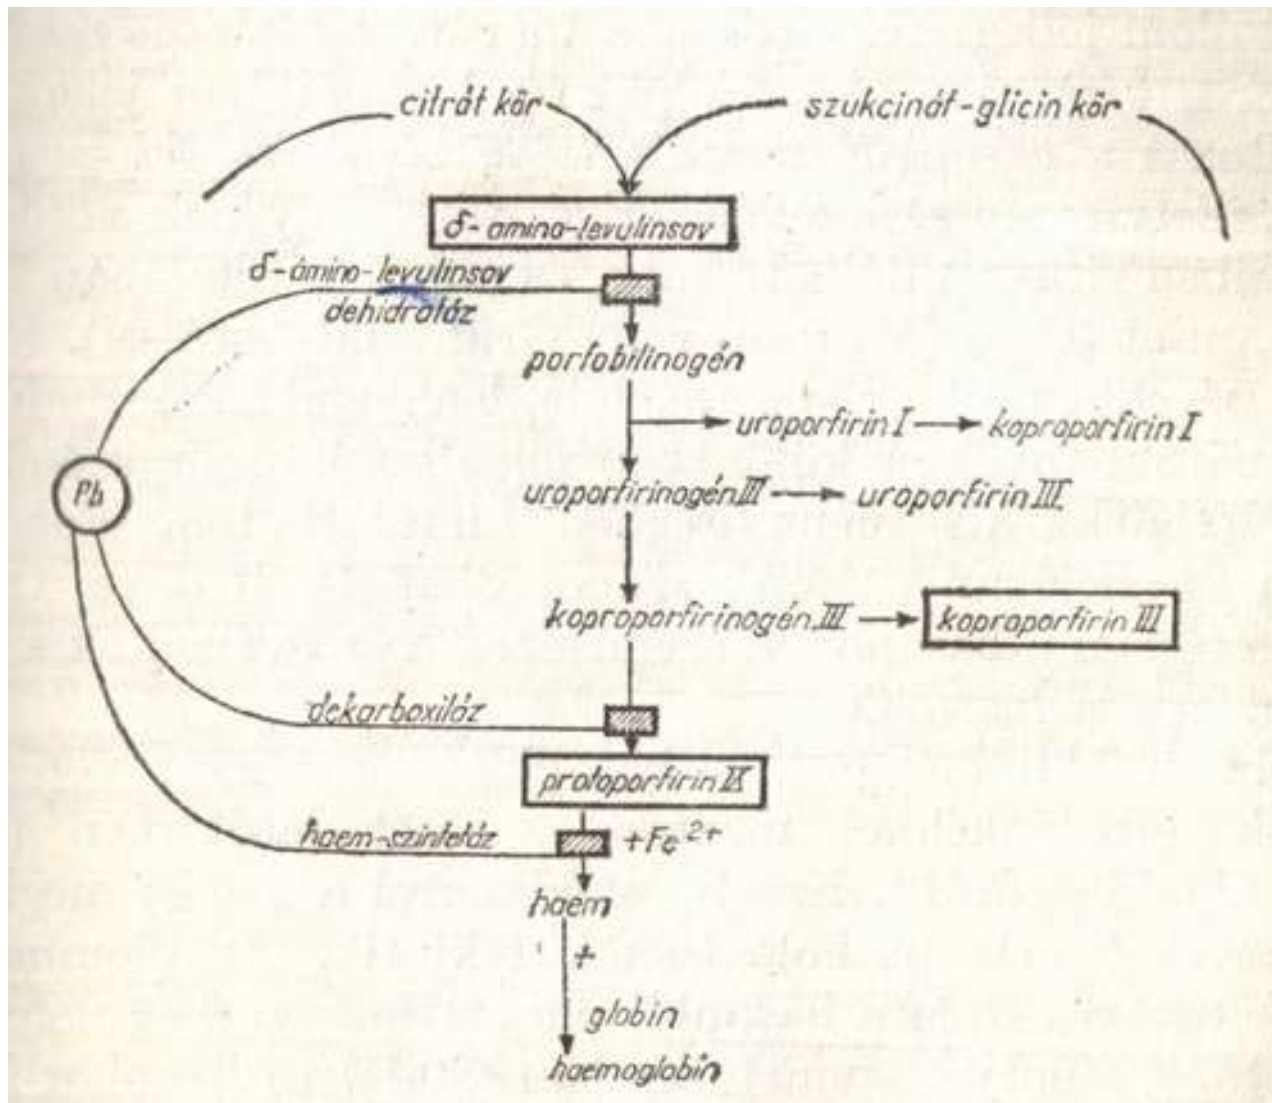 citrát kör
szukcinát-glicin kör
δ-amino-levulinsav
δ-amino-levulinsav
dehidratáz
porfobilinogén
uroporfirin I
koproporfirin I
Pb
uroporfirinogén III
uroporfirin III
koproporfirinogén III
koproporfirin III
dekarboxiláz
protoporfirin IX
haem-szintetáz
+Fe²⁺
haem
+
globin
haemoglobin